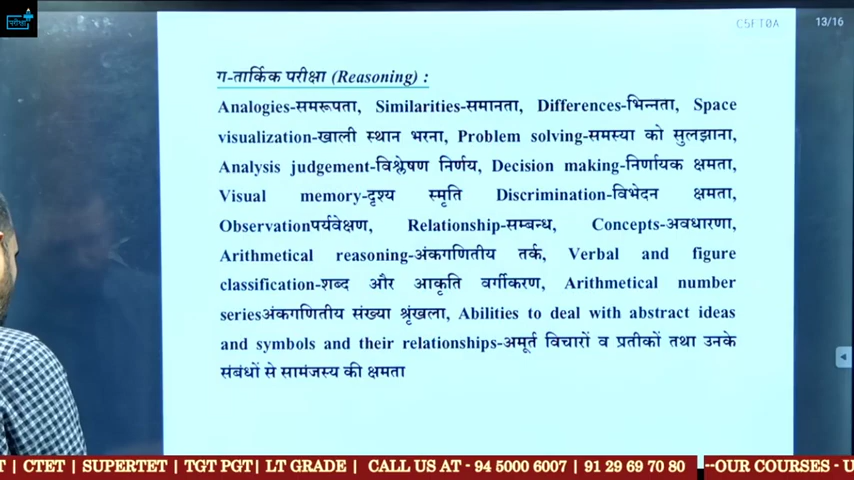 परीक्षा
C5FT0A
13/16
ग-तार्किक परीक्षा (Reasoning) :
Analogies-समरूपता, Similarities-समानता, Differences-भिन्नता, Space
visualization-खाली स्थान भरना, Problem solving-समस्या को सुलझाना,
Analysis judgement-विश्लेषण निर्णय, Decision making-निर्णायक क्षमता,
Visual memory-दृश्य स्मृति Discrimination-विभेदन क्षमता,
Observationपर्यवेक्षण, Relationship-सम्बन्ध, Concepts-अवधारणा,
Arithmetical reasoning-अंकगणितीय तर्क, Verbal and figure
classification-शब्द और आकृति वर्गीकरण, Arithmetical number
seriesअंकगणितीय संख्या श्रृंखला, Abilities to deal with abstract ideas
and symbols and their relationships-अमूर्त विचारों व प्रतीकों तथा उनके
संबंधों से सामंजस्य की क्षमता
T | CTET | SUPERTET | TGT PGT| LT GRADE | CALL US AT - 94 5000 6007 | 91 29 69 70 80 --OUR COURSES - U